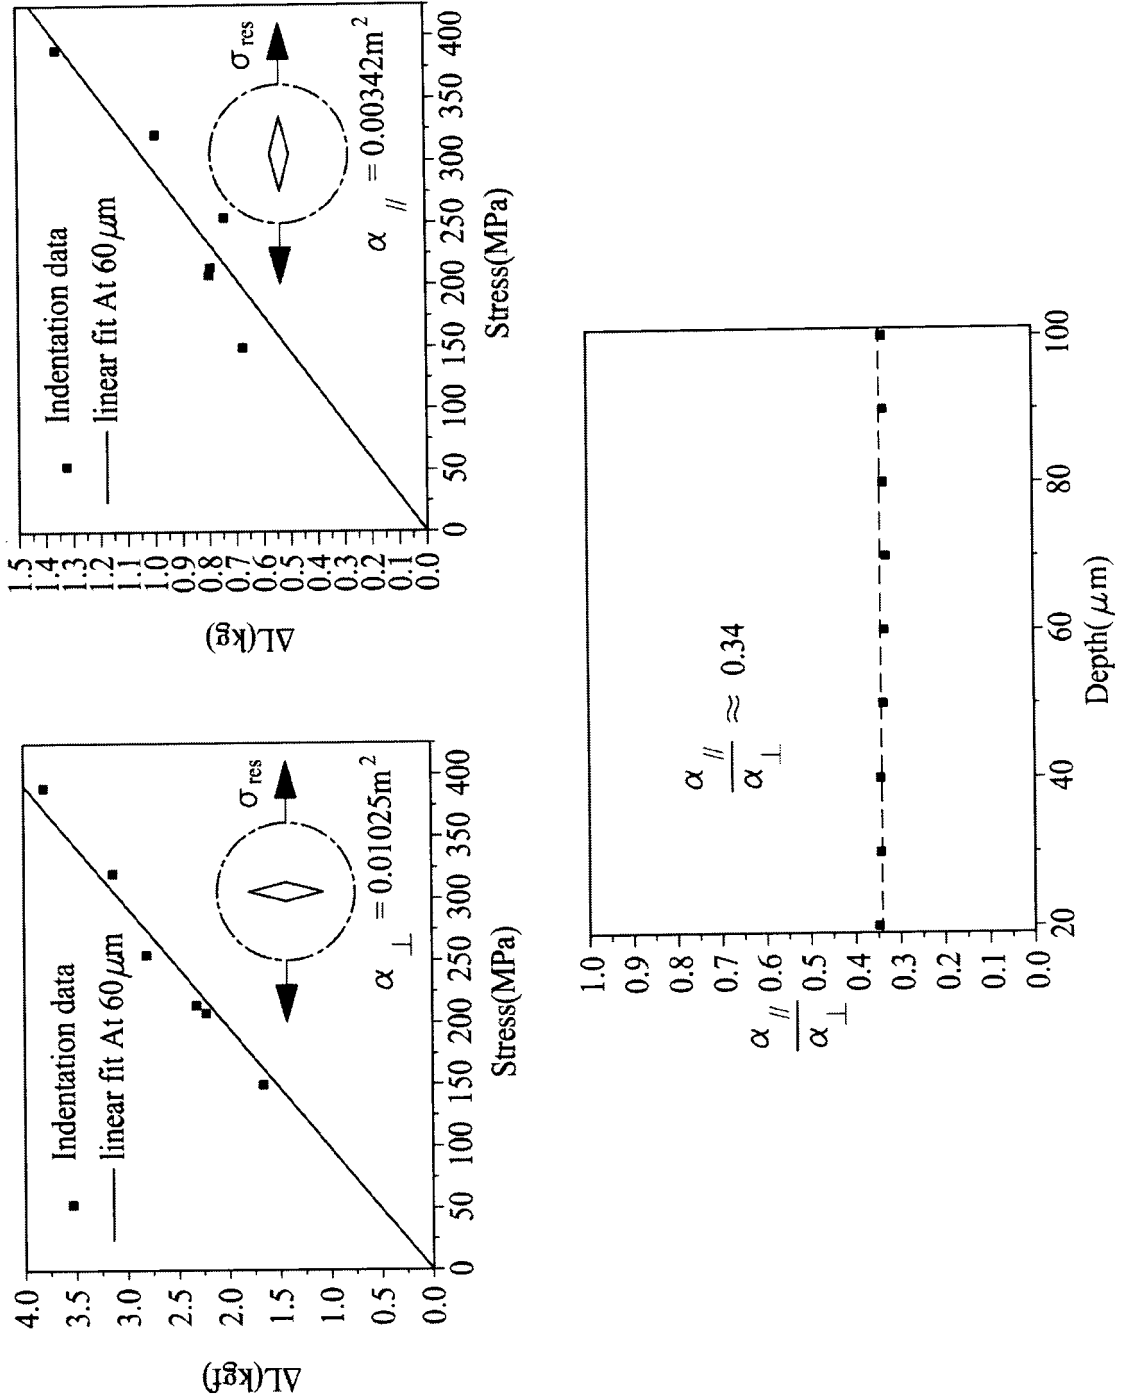 ΔL(kgf)
4.0
3.5
3.0
2.5
2.0
1.5
1.0
0.5
0.0
Indentation data
linear fit At 60μm
σres
α⊥ = 0.01025m²
0 50 100 150 200 250 300 350 400
Stress(MPa)
ΔL(kg)
1.5
1.4
1.3
1.2
1.1
1.0
0.9
0.8
0.7
0.6
0.5
0.4
0.3
0.2
0.1
0.0
Indentation data
linear fit At 60μm
σres
α// = 0.00342m²
0 50 100 150 200 250 300 350 400
Stress(MPa)
α//
α⊥
1.0
0.9
0.8
0.7
0.6
0.5
0.4
0.3
0.2
0.1
0.0
α// / α⊥ ≈ 0.34
20 40 60 80 100
Depth(μm)